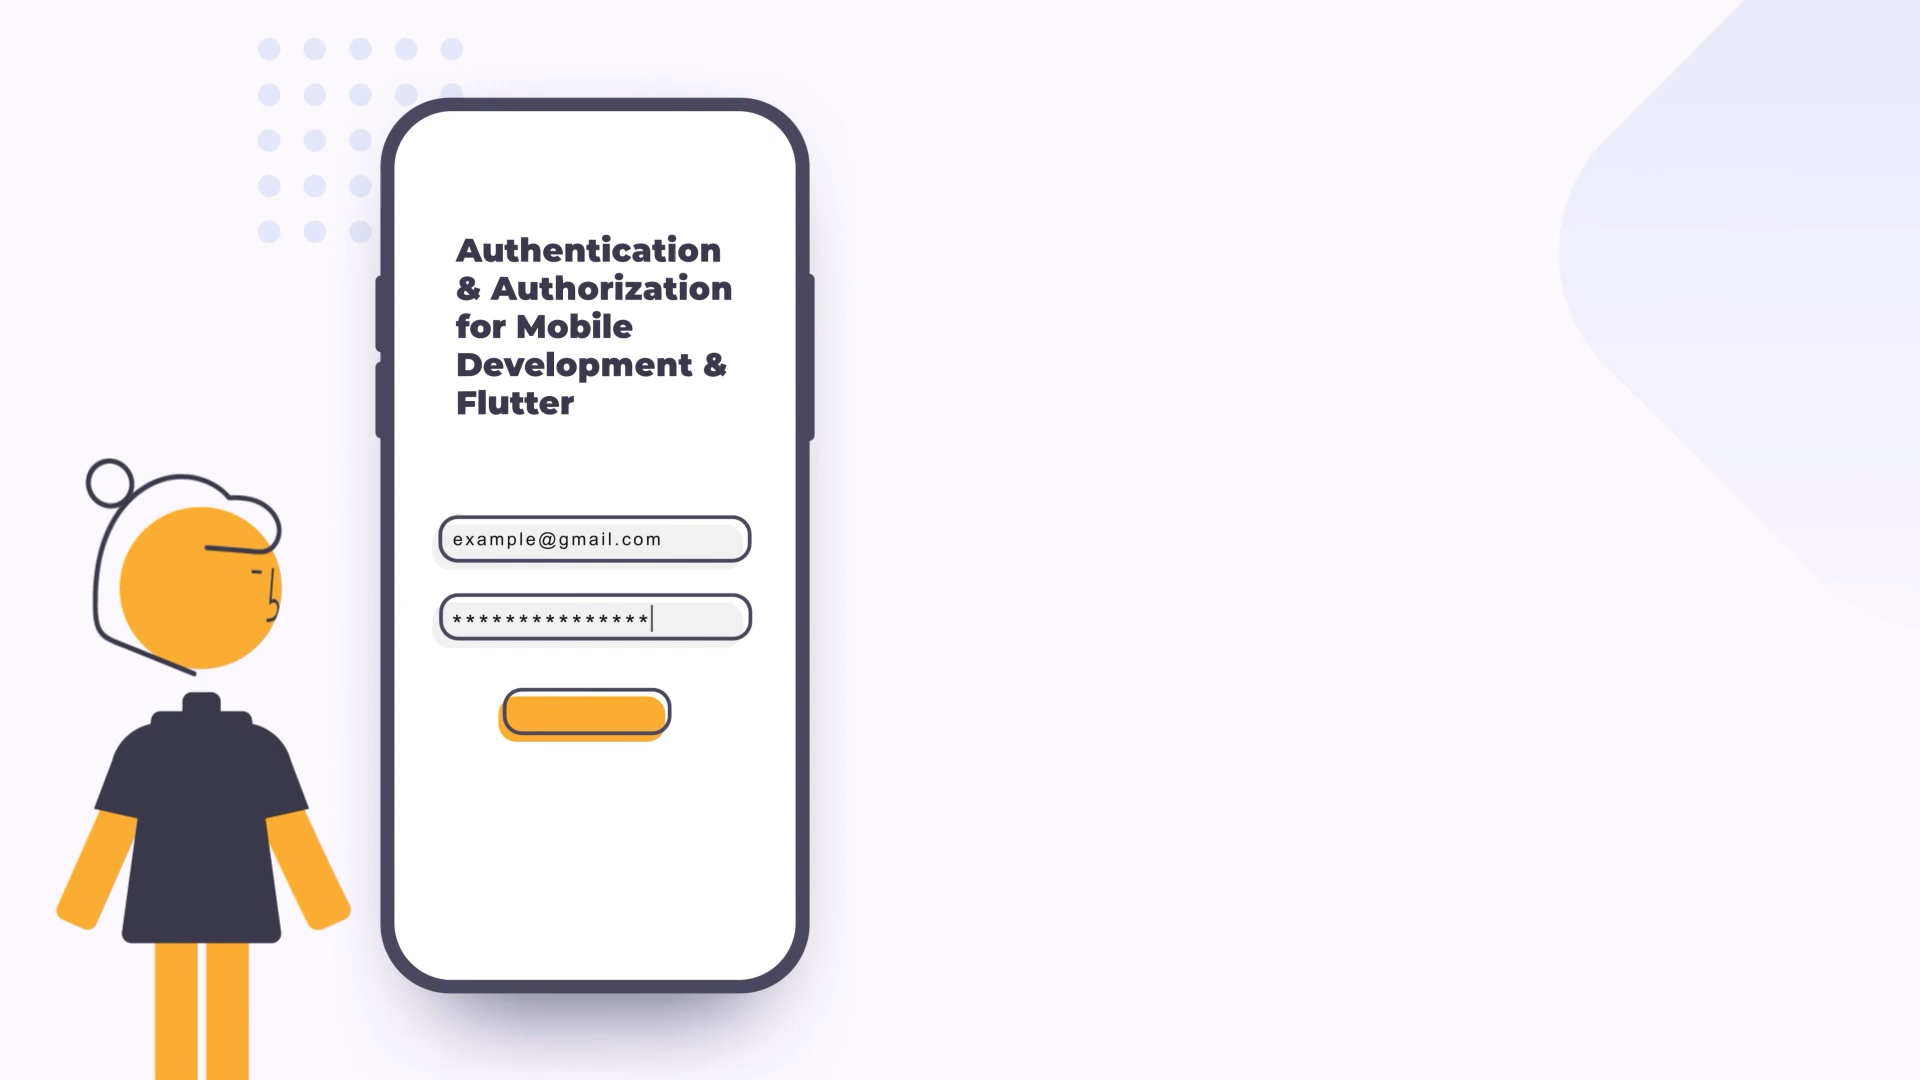 Authentication
& Authorization
for Mobile
Development &
Flutter
example@gmail.com
***************